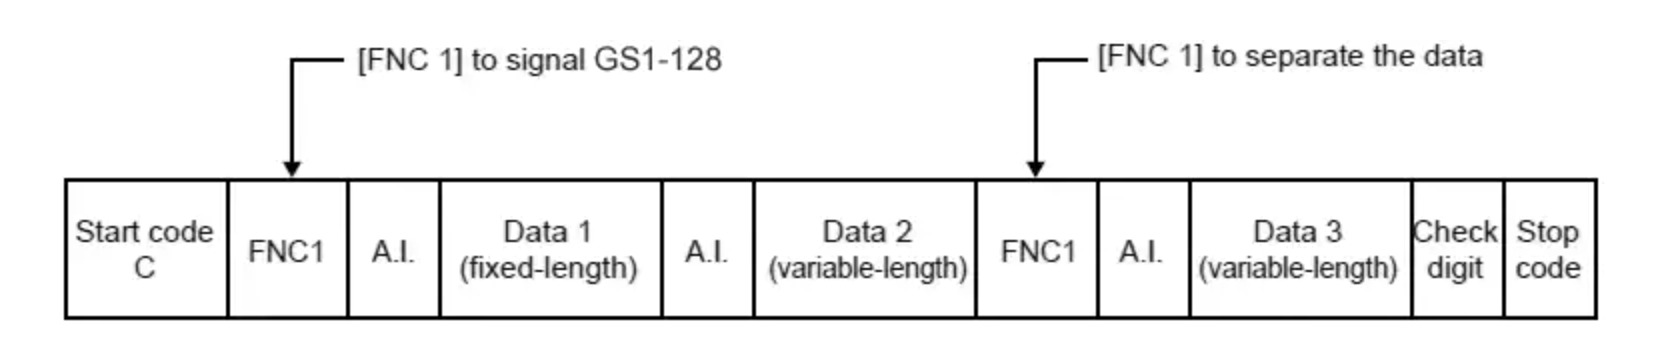 [FNC 1] to signal GS1-128
[FNC 1] to separate the data
Start code
C
FNC1
A.I.
Data 1
(fixed-length)
A.I.
Data 2
(variable-length)
FNC1
A.I.
Data 3
(variable-length)
Check
digit
Stop
code